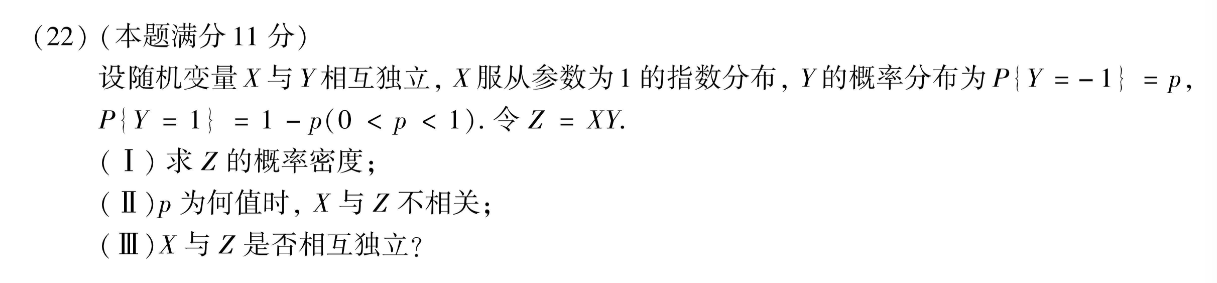 (22) (本题满分 11 分)
设随机变量 X 与 Y 相互独立, X 服从参数为 1 的指数分布, Y 的概率分布为 P{Y = -1} = p,
P{Y = 1} = 1 - p(0 < p < 1). 令 Z = XY.
(Ⅰ) 求 Z 的概率密度;
(Ⅱ)p 为何值时, X 与 Z 不相关;
(Ⅲ)X 与 Z 是否相互独立?